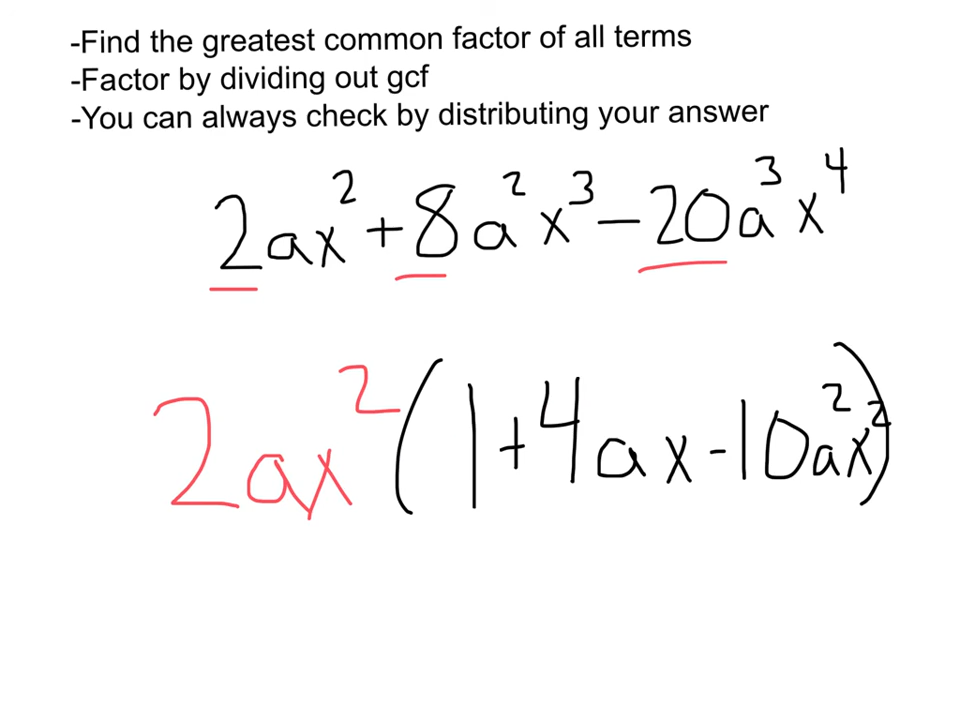 -Find the greatest common factor of all terms
-Factor by dividing out gcf
-You can always check by distributing your answer
2ax² + 8a²x³ - 20a³x⁴
2ax² (1 + 4ax - 10a²x²)